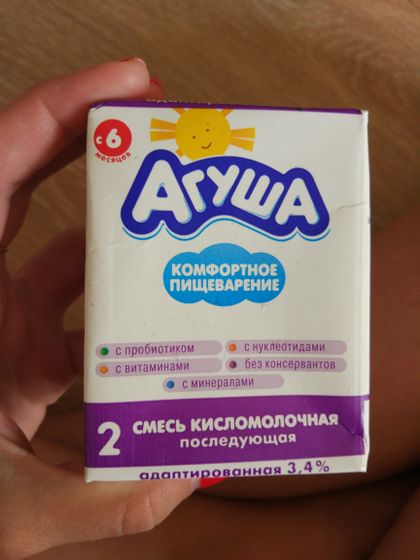 с 6
месяцев
АГУША
КОМФОРТНОЕ
ПИЩЕВАРЕНИЕ
с пробиотиком
с нуклеотидами
с витаминами
без консервантов
с минералами
2 СМЕСЬ КИСЛОМОЛОЧНАЯ
последующая
адаптированная 3,4%